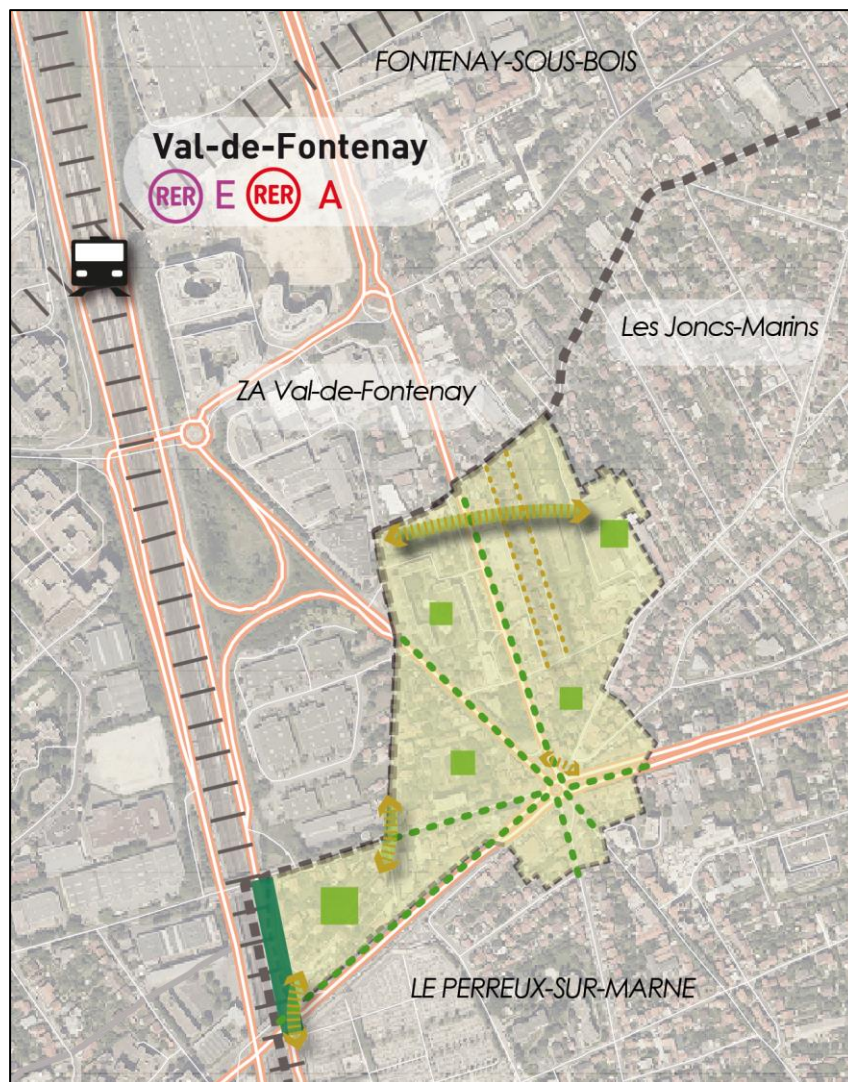 FONTENAY-SOUS-BOIS
Val-de-Fontenay
RER E RER A
Les Joncs-Marins
ZA Val-de-Fontenay
LE PERREUX-SUR-MARNE